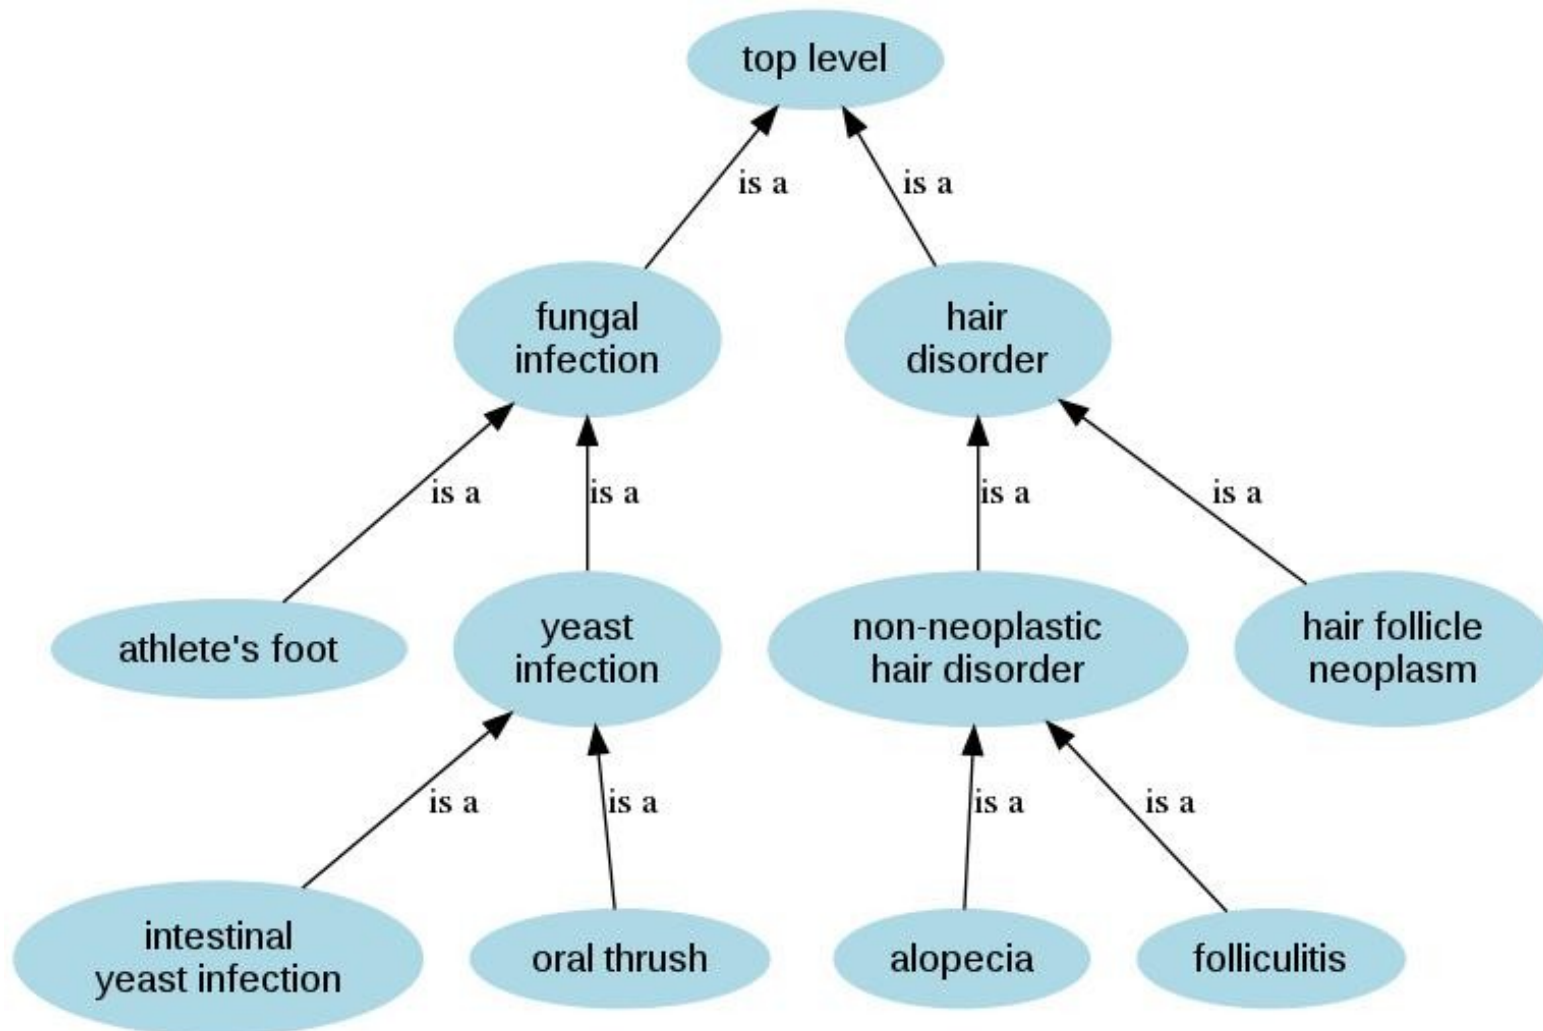 top level
is a
is a
fungal
infection
hair
disorder
is a
is a
is a
is a
athlete's foot
yeast
infection
non-neoplastic
hair disorder
hair follicle
neoplasm
is a
is a
is a
is a
intestinal
yeast infection
oral thrush
alopecia
folliculitis